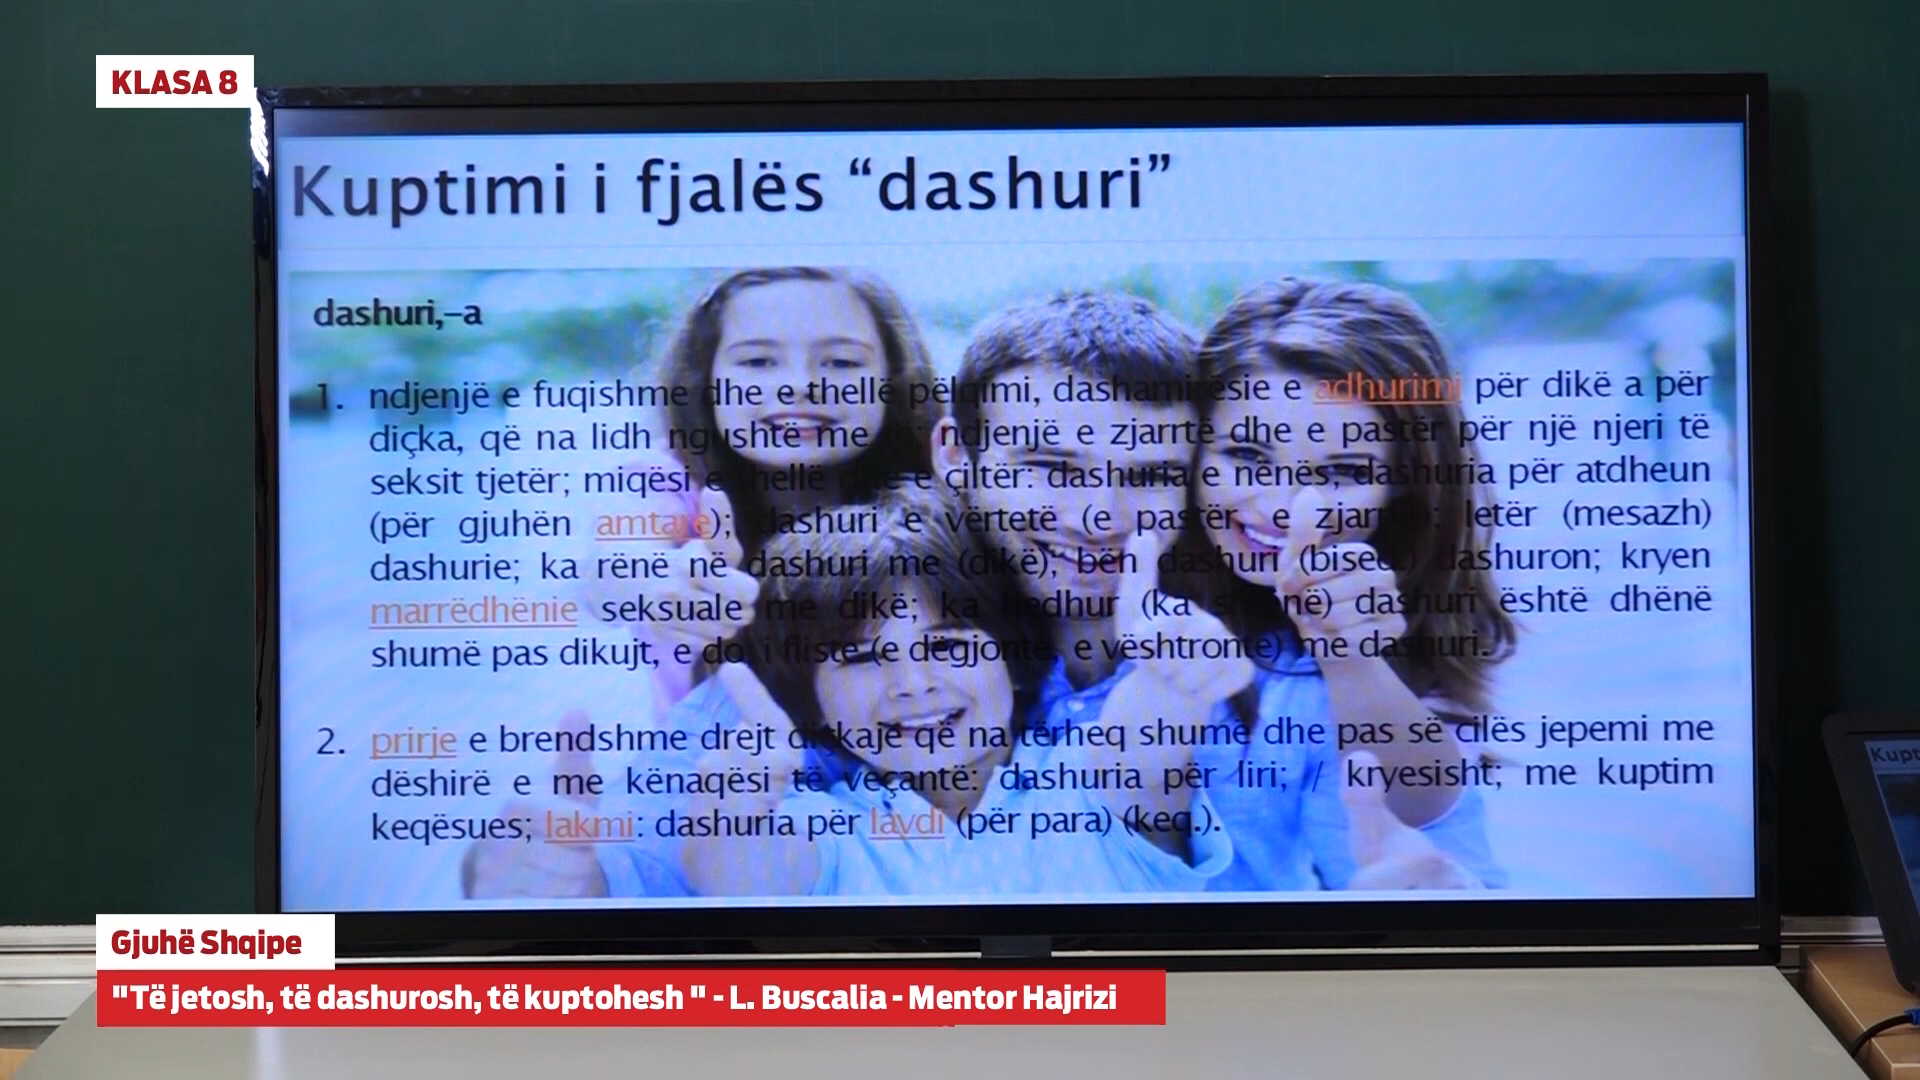 KLASA 8
Kuptimi i fjalës “dashuri”
dashuri,–a
1. ndjenjë e fuqishme dhe e thellë pëlqimi, dashamirësie e adhurimi për dikë a për
diçka, që na lidh ngushtë me ndjenjë e zjarrtë dhe e pastër për një njeri të
seksit tjetër; miqësi e thellë dhe e çiltër: dashuria e nënës; dashuria për atdheun
(për gjuhën amtare); dashuri e vërtetë (e pastër, e zjarrtë); letër (mesazh)
dashurie; ka rënë në dashuri me (dikë); bën dashuri (bised.) dashuron; kryen
marrëdhënie seksuale me dikë; ka hedhur (ka shtënë) dashuri është dhënë
shumë pas dikujt, e do; i fliste (e dëgjonte, e vështronte) me dashuri.
2. prirje e brendshme drejt diçkaje që na tërheq shumë dhe pas së cilës jepemi me
dëshirë e me kënaqësi të veçantë: dashuria për liri; / kryesisht; me kuptim
keqësues; lakmi: dashuria për lavdi (për para) (keq.).
Kupt
Gjuhë Shqipe
"Të jetosh, të dashurosh, të kuptohesh " - L. Buscalia - Mentor Hajrizi